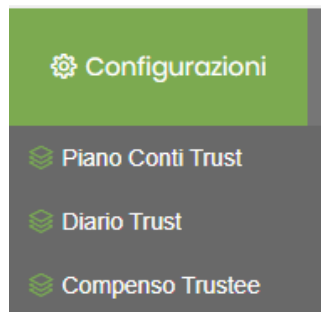 Configurazioni
Piano Conti Trust
Diario Trust
Compenso Trustee